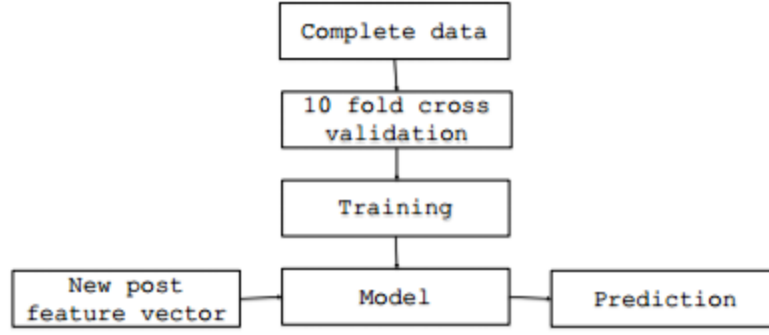 Complete data
10 fold cross
validation
Training
New post
feature vector
Model
Prediction